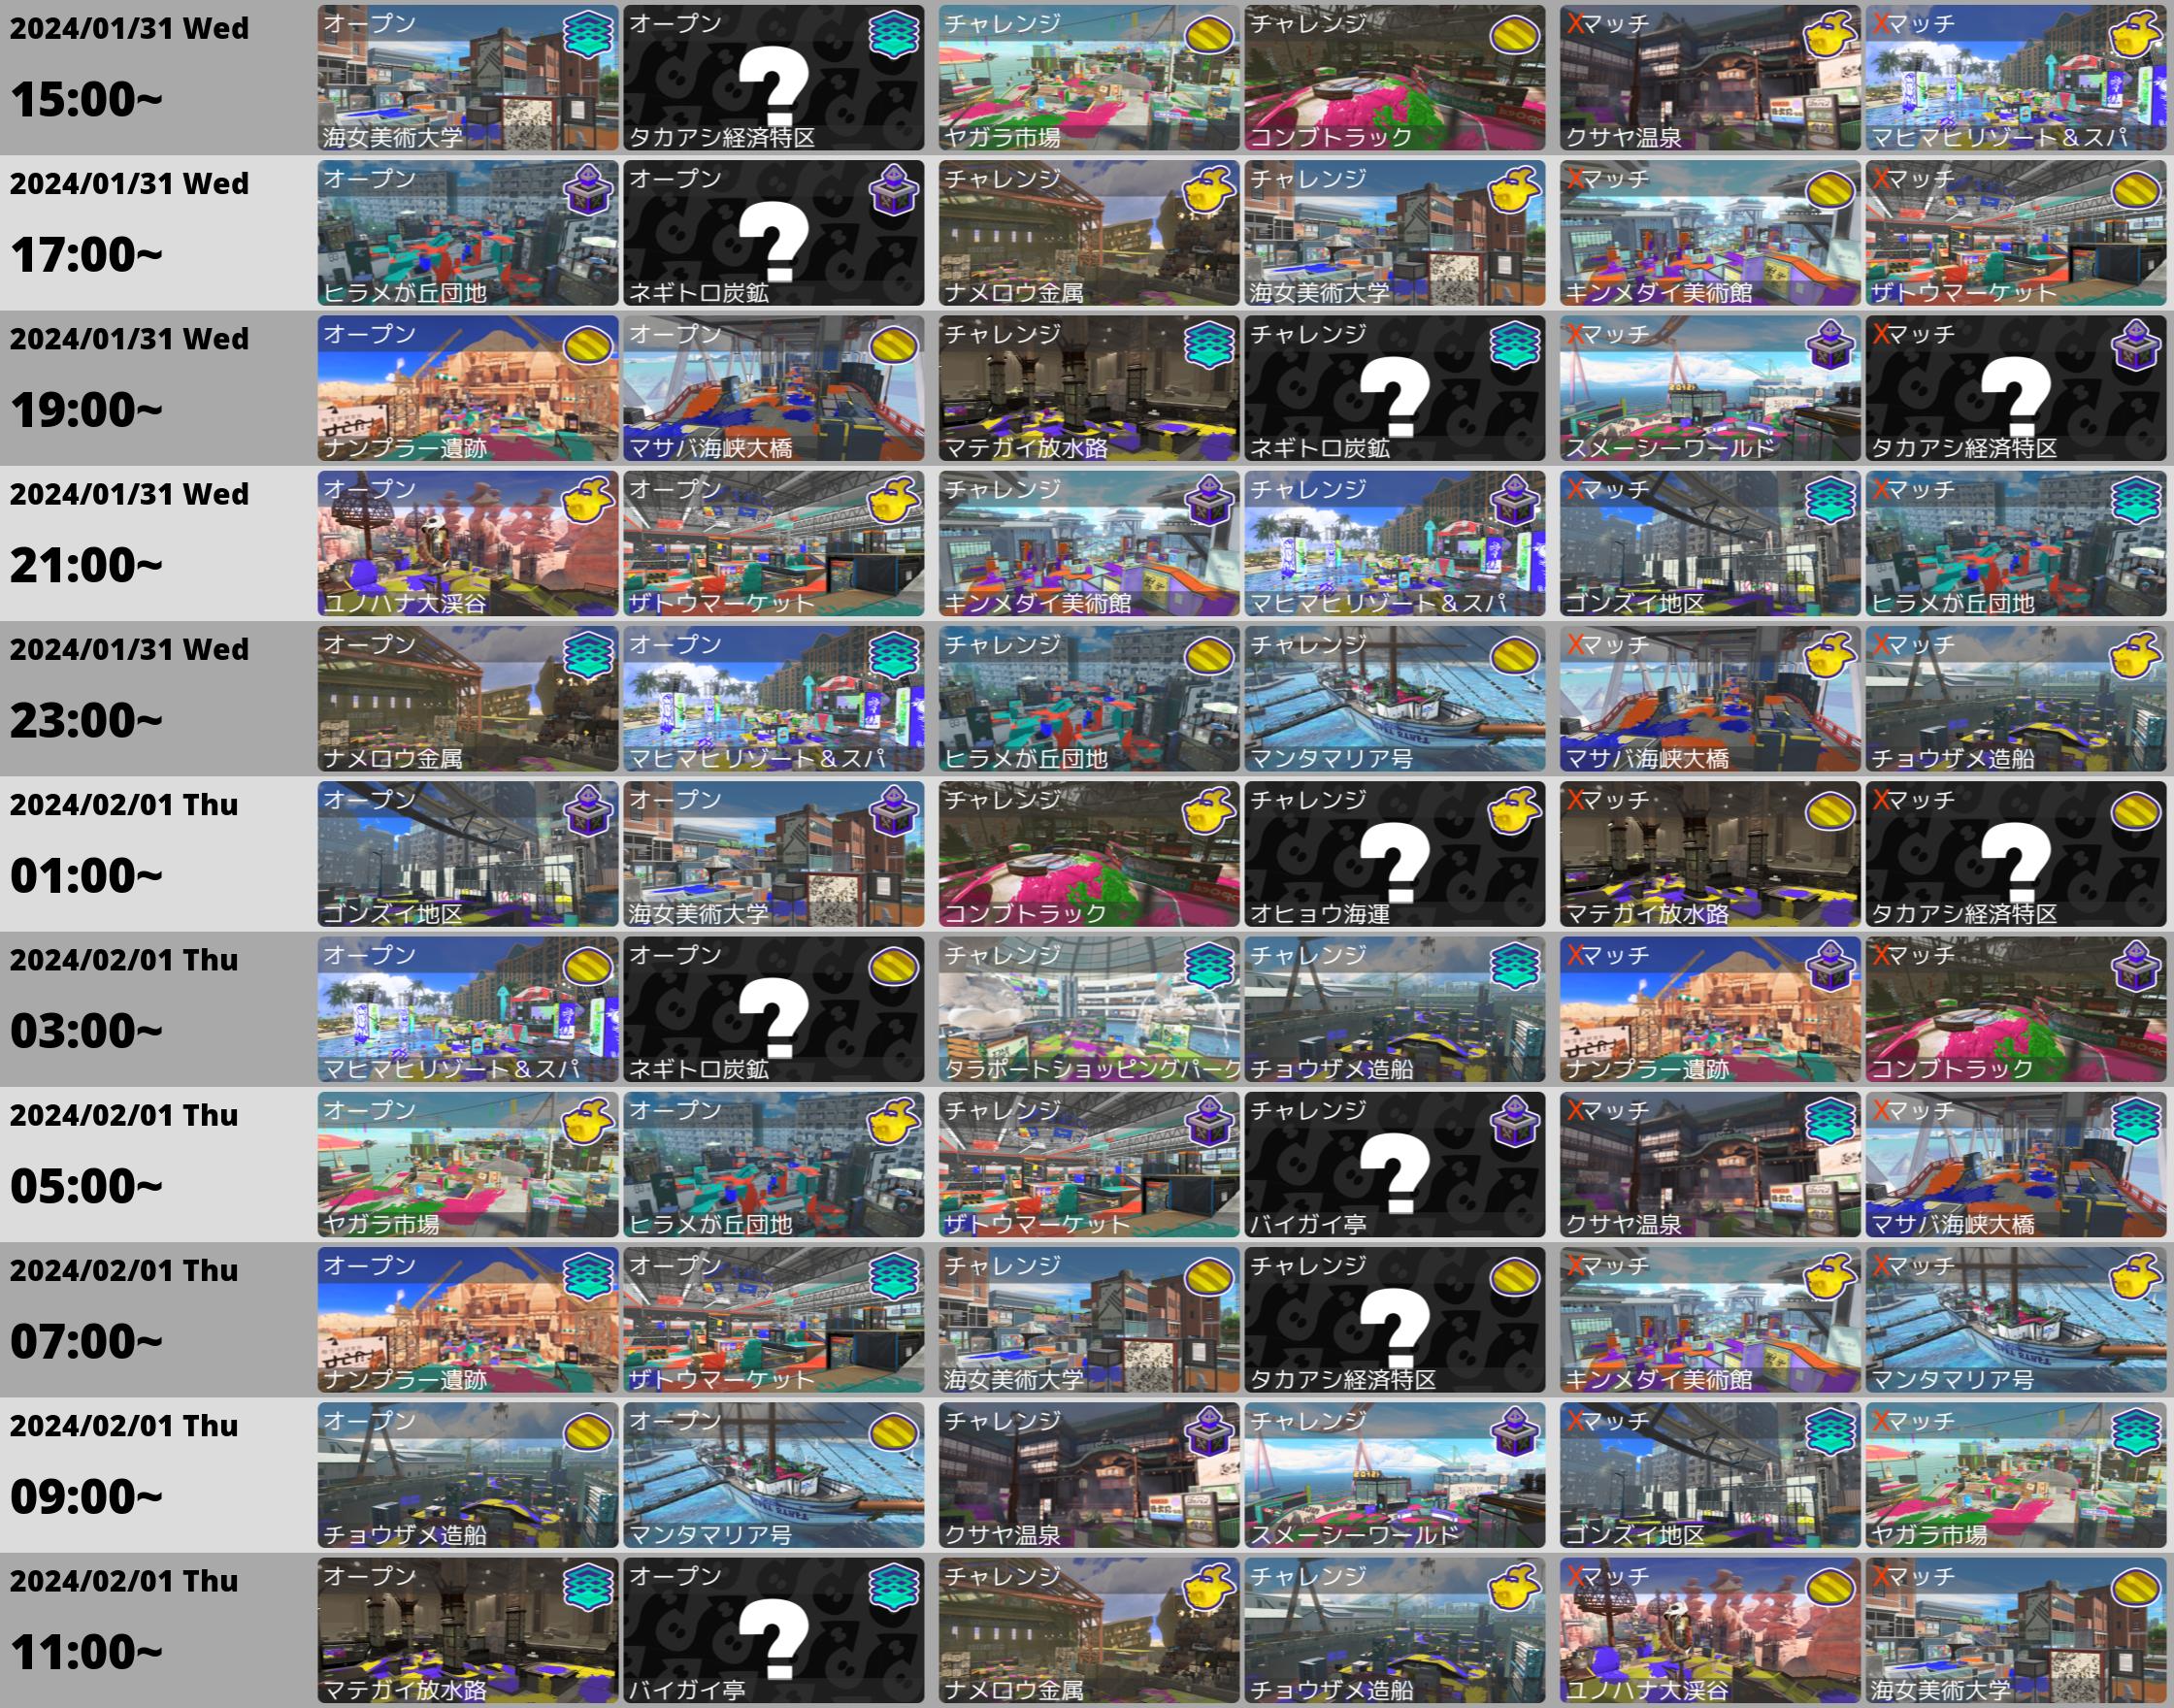 2024/01/31 Wed
15:00~
オープン オープン チャレンジ チャレンジ Xマッチ Xマッチ
海女美術大学 タカアシ経済特区 ヤガラ市場 コンブトラック クサヤ温泉 マヒマヒリゾート＆スパ
2024/01/31 Wed
17:00~
オープン オープン チャレンジ チャレンジ Xマッチ Xマッチ
ヒラメが丘団地 ネギトロ炭鉱 ナメロウ金属 海女美術大学 キンメダイ美術館 ザトウマーケット
2024/01/31 Wed
19:00~
オープン オープン チャレンジ チャレンジ Xマッチ Xマッチ
ナンプラー遺跡 マサバ海峡大橋 マテガイ放水路 ネギトロ炭鉱 スメーシーワールド タカアシ経済特区
2024/01/31 Wed
21:00~
オープン オープン チャレンジ チャレンジ Xマッチ Xマッチ
ユノハナ大渓谷 ザトウマーケット キンメダイ美術館 マヒマヒリゾート＆スパ ゴンズイ地区 ヒラメが丘団地
2024/01/31 Wed
23:00~
オープン オープン チャレンジ チャレンジ Xマッチ Xマッチ
ナメロウ金属 マヒマヒリゾート＆スパ ヒラメが丘団地 マンタマリア号 マサバ海峡大橋 チョウザメ造船
2024/02/01 Thu
01:00~
オープン オープン チャレンジ チャレンジ Xマッチ Xマッチ
ゴンズイ地区 海女美術大学 コンブトラック オヒョウ海運 マテガイ放水路 タカアシ経済特区
2024/02/01 Thu
03:00~
オープン オープン チャレンジ チャレンジ Xマッチ Xマッチ
マヒマヒリゾート＆スパ ネギトロ炭鉱 タラポートショッピングパーク チョウザメ造船 ナンプラー遺跡 コンブトラック
2024/02/01 Thu
05:00~
オープン オープン チャレンジ チャレンジ Xマッチ Xマッチ
ヤガラ市場 ヒラメが丘団地 ザトウマーケット バイガイ亭 クサヤ温泉 マサバ海峡大橋
2024/02/01 Thu
07:00~
オープン オープン チャレンジ チャレンジ Xマッチ Xマッチ
ナンプラー遺跡 ザトウマーケット 海女美術大学 タカアシ経済特区 キンメダイ美術館 マンタマリア号
2024/02/01 Thu
09:00~
オープン オープン チャレンジ チャレンジ Xマッチ Xマッチ
チョウザメ造船 マンタマリア号 クサヤ温泉 スメーシーワールド ゴンズイ地区 ヤガラ市場
2024/02/01 Thu
11:00~
オープン オープン チャレンジ チャレンジ Xマッチ Xマッチ
マテガイ放水路 バイガイ亭 ナメロウ金属 チョウザメ造船 ユノハナ大渓谷 海女美術大学